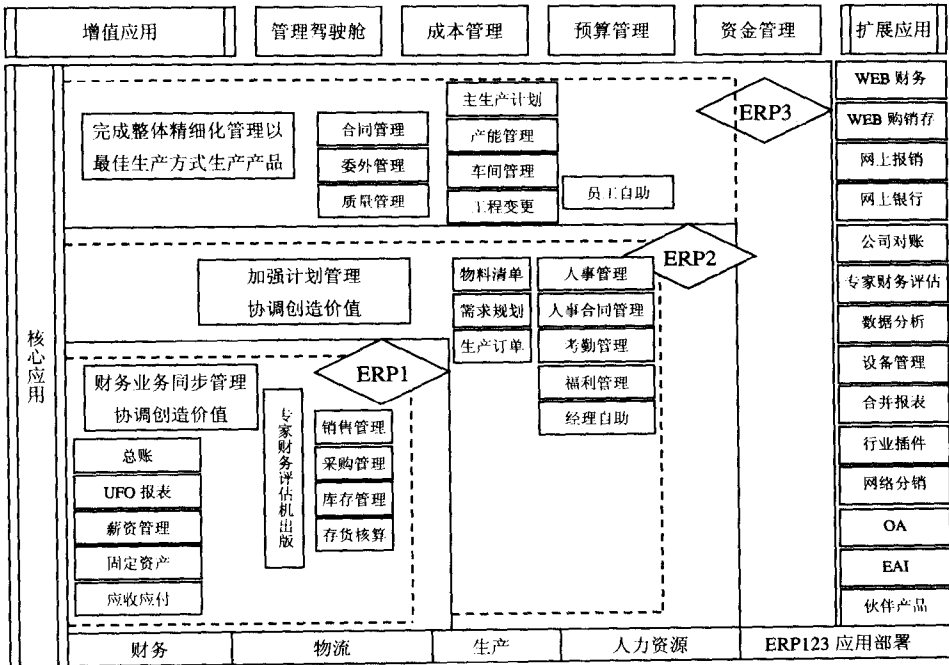 增值应用
管理驾驶舱
成本管理
预算管理
资金管理
扩展应用
核心应用
完成整体精细化管理以
最佳生产方式生产产品
合同管理
委外管理
质量管理
主生产计划
产能管理
车间管理
工程变更
员工自助
ERP3
加强计划管理
协调创造价值
物料清单
需求规划
生产订单
人事管理
人事合同管理
考勤管理
福利管理
经理自助
ERP2
财务业务同步管理
协调创造价值
ERP1
总账
UFO 报表
薪资管理
固定资产
应收应付
专家财务评估机出版
销售管理
采购管理
库存管理
存货核算
WEB 财务
WEB 购销存
网上报销
网上银行
公司对账
专家财务评估
数据分析
设备管理
合并报表
行业插件
网络分销
OA
EAI
伙伴产品
财务
物流
生产
人力资源
ERP123 应用部署